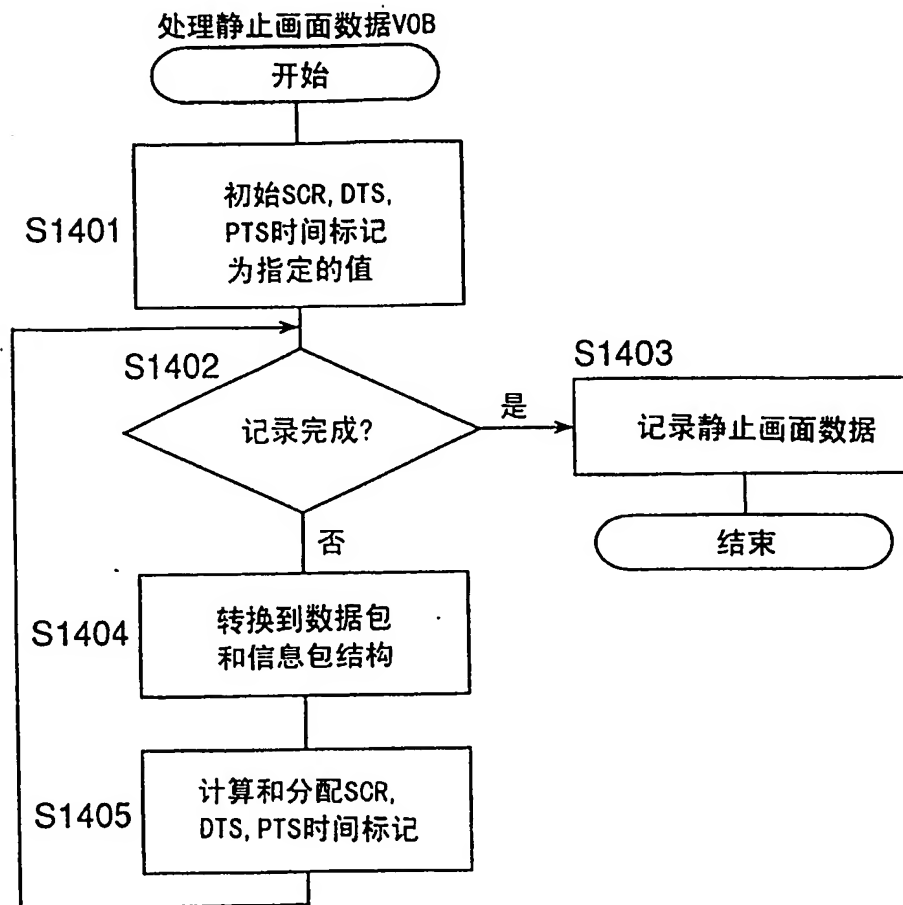 处理静止画面数据VOB
开始
S1401
初始SCR, DTS,
PTS时间标记
为指定的值
S1402
记录完成?
是
S1403
记录静止画面数据
结束
否
S1404
转换到数据包
和信息包结构
S1405
计算和分配SCR,
DTS, PTS时间标记